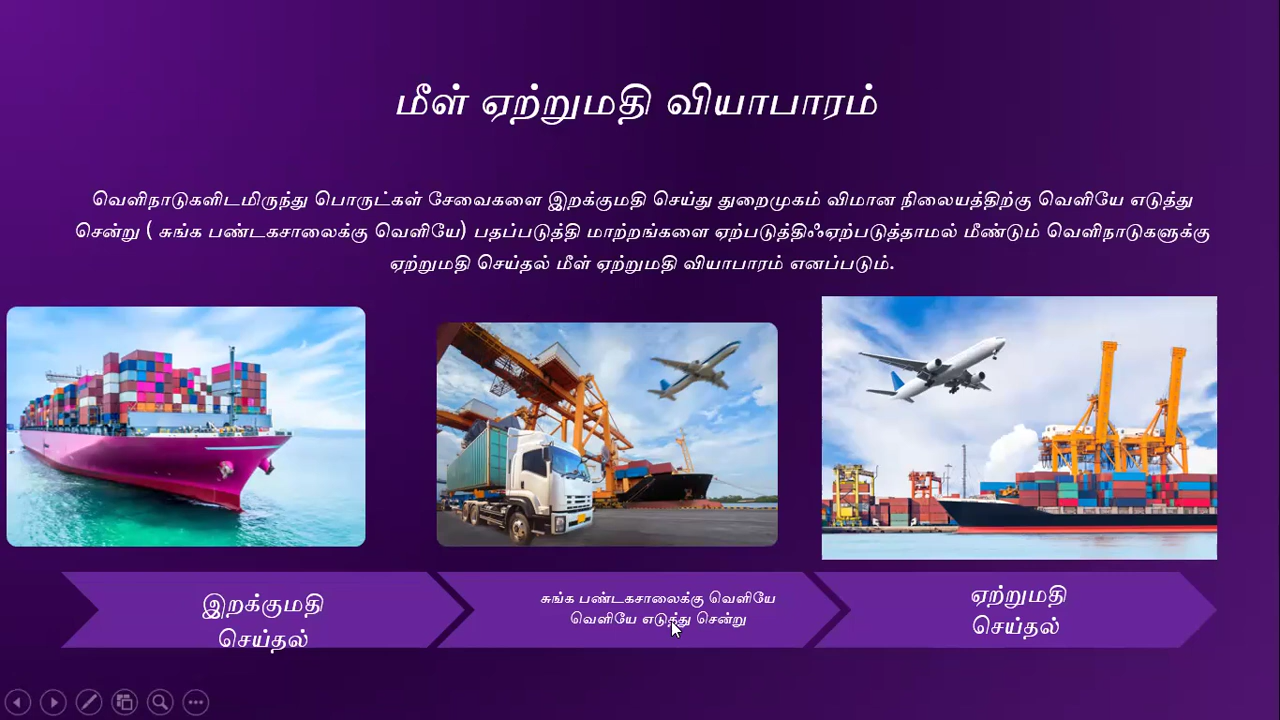 மீள் ஏற்றுமதி வியாபாரம்
வெளிநாடுகளிடமிருந்து பொருட்கள் சேவைகளை இறக்குமதி செய்து துறைமுகம் விமான நிலையத்திற்கு வெளியே எடுத்து
சென்று ( சுங்க பண்டகசாலைக்கு வெளியே) பதப்படுத்தி மாற்றங்களை ஏற்படுத்திஃஏற்படுத்தாமல் மீண்டும் வெளிநாடுகளுக்கு
ஏற்றுமதி செய்தல் மீள் ஏற்றுமதி வியாபாரம் எனப்படும்.
இறக்குமதி
செய்தல்
சுங்க பண்டகசாலைக்கு வெளியே
வெளியே எடுத்து சென்று
ஏற்றுமதி
செய்தல்